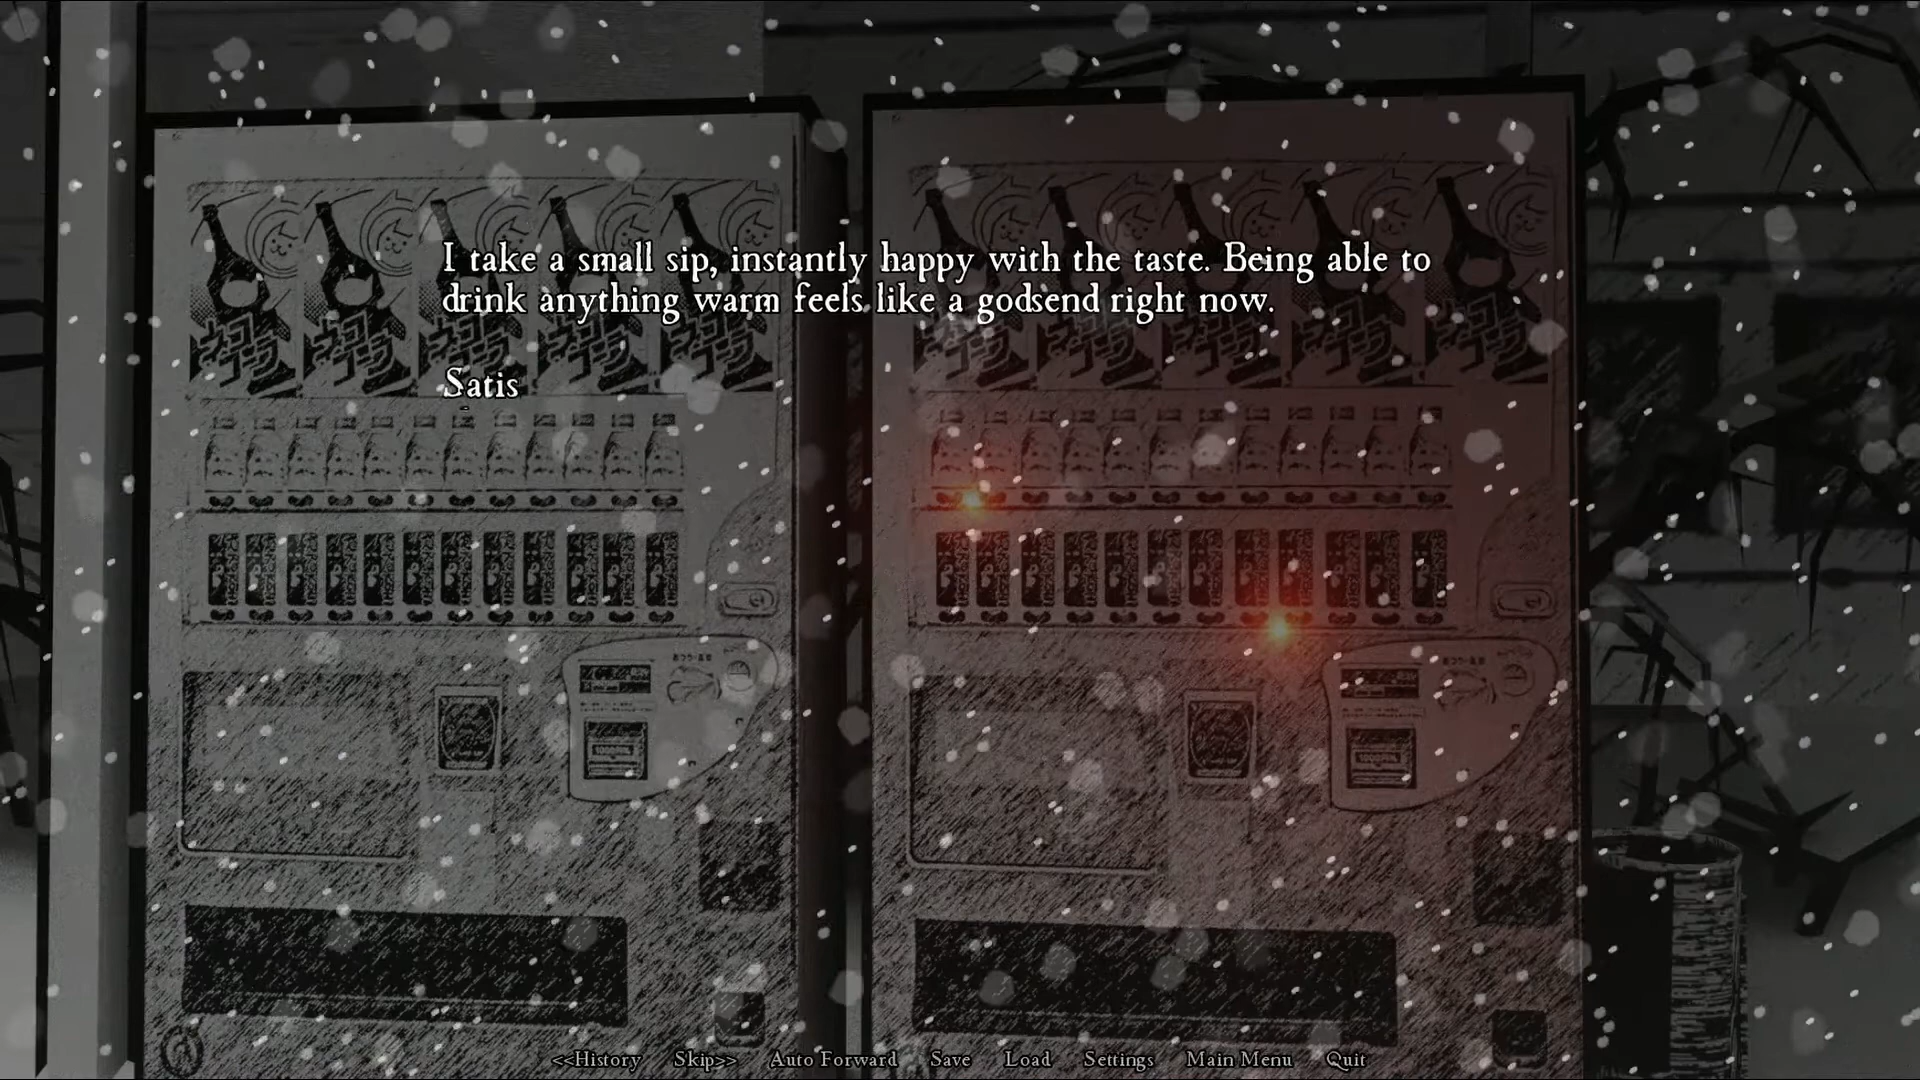 I take a small sip, instantly happy with the taste. Being able to
drink anything warm feels like a godsend right now.
Satis
<<History Skip>> Auto Forward Save Load Settings Main Menu Quit